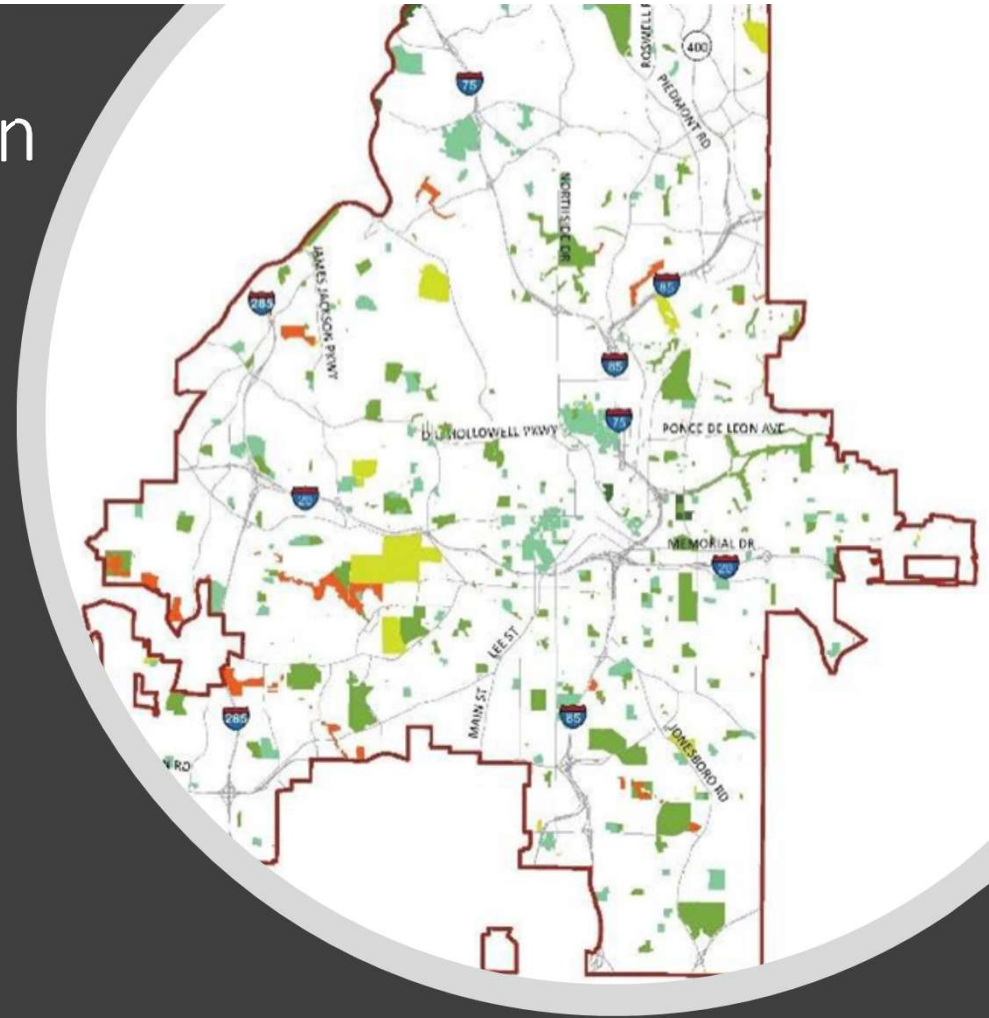 n
ROSWELL R
400
75
PIEDMONT RD
NORTHSIDE DR
JAMES JACKSON PKWY
285
85
85
75
HOLLOWELL PKWY
PONCE DE LEON AVE
20
MEMORIAL DR
20
LEE ST
MAIN ST
285
85
JONESBORO RD
N RD